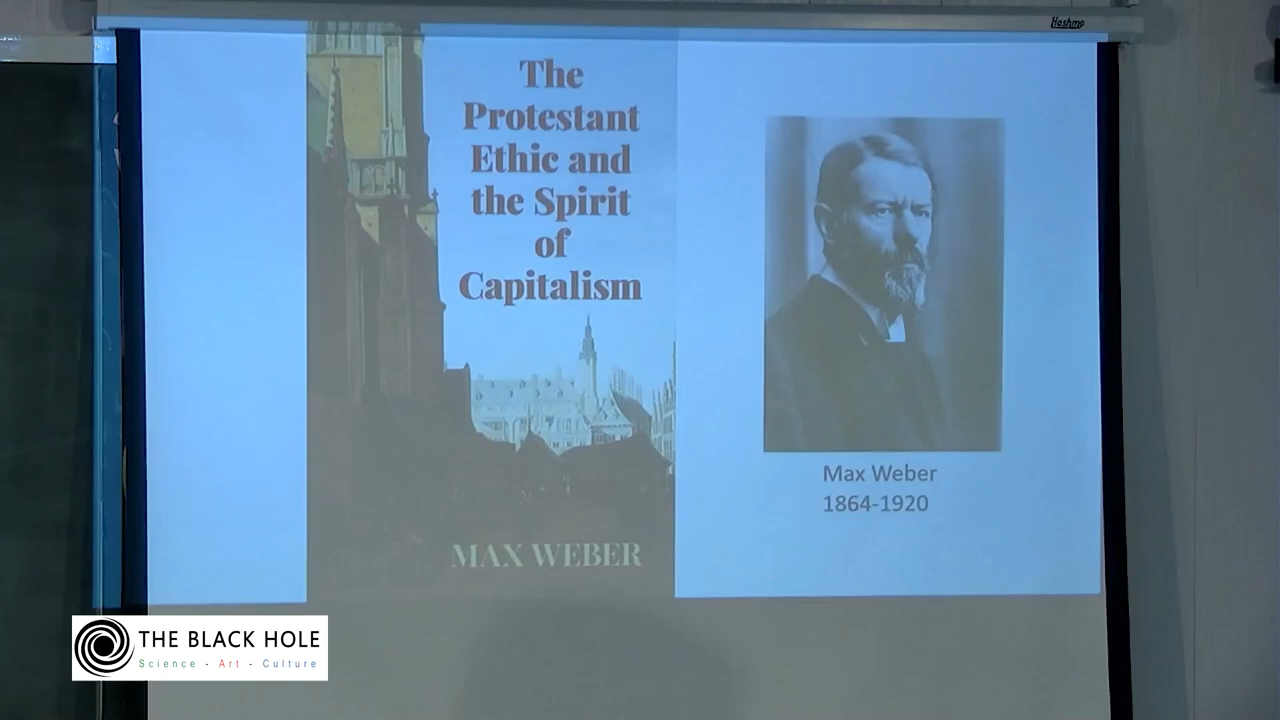 Hashmo
The
Protestant
Ethic and
the Spirit
of
Capitalism
MAX WEBER
Max Weber
1864-1920
THE BLACK HOLE
Science - Art - Culture